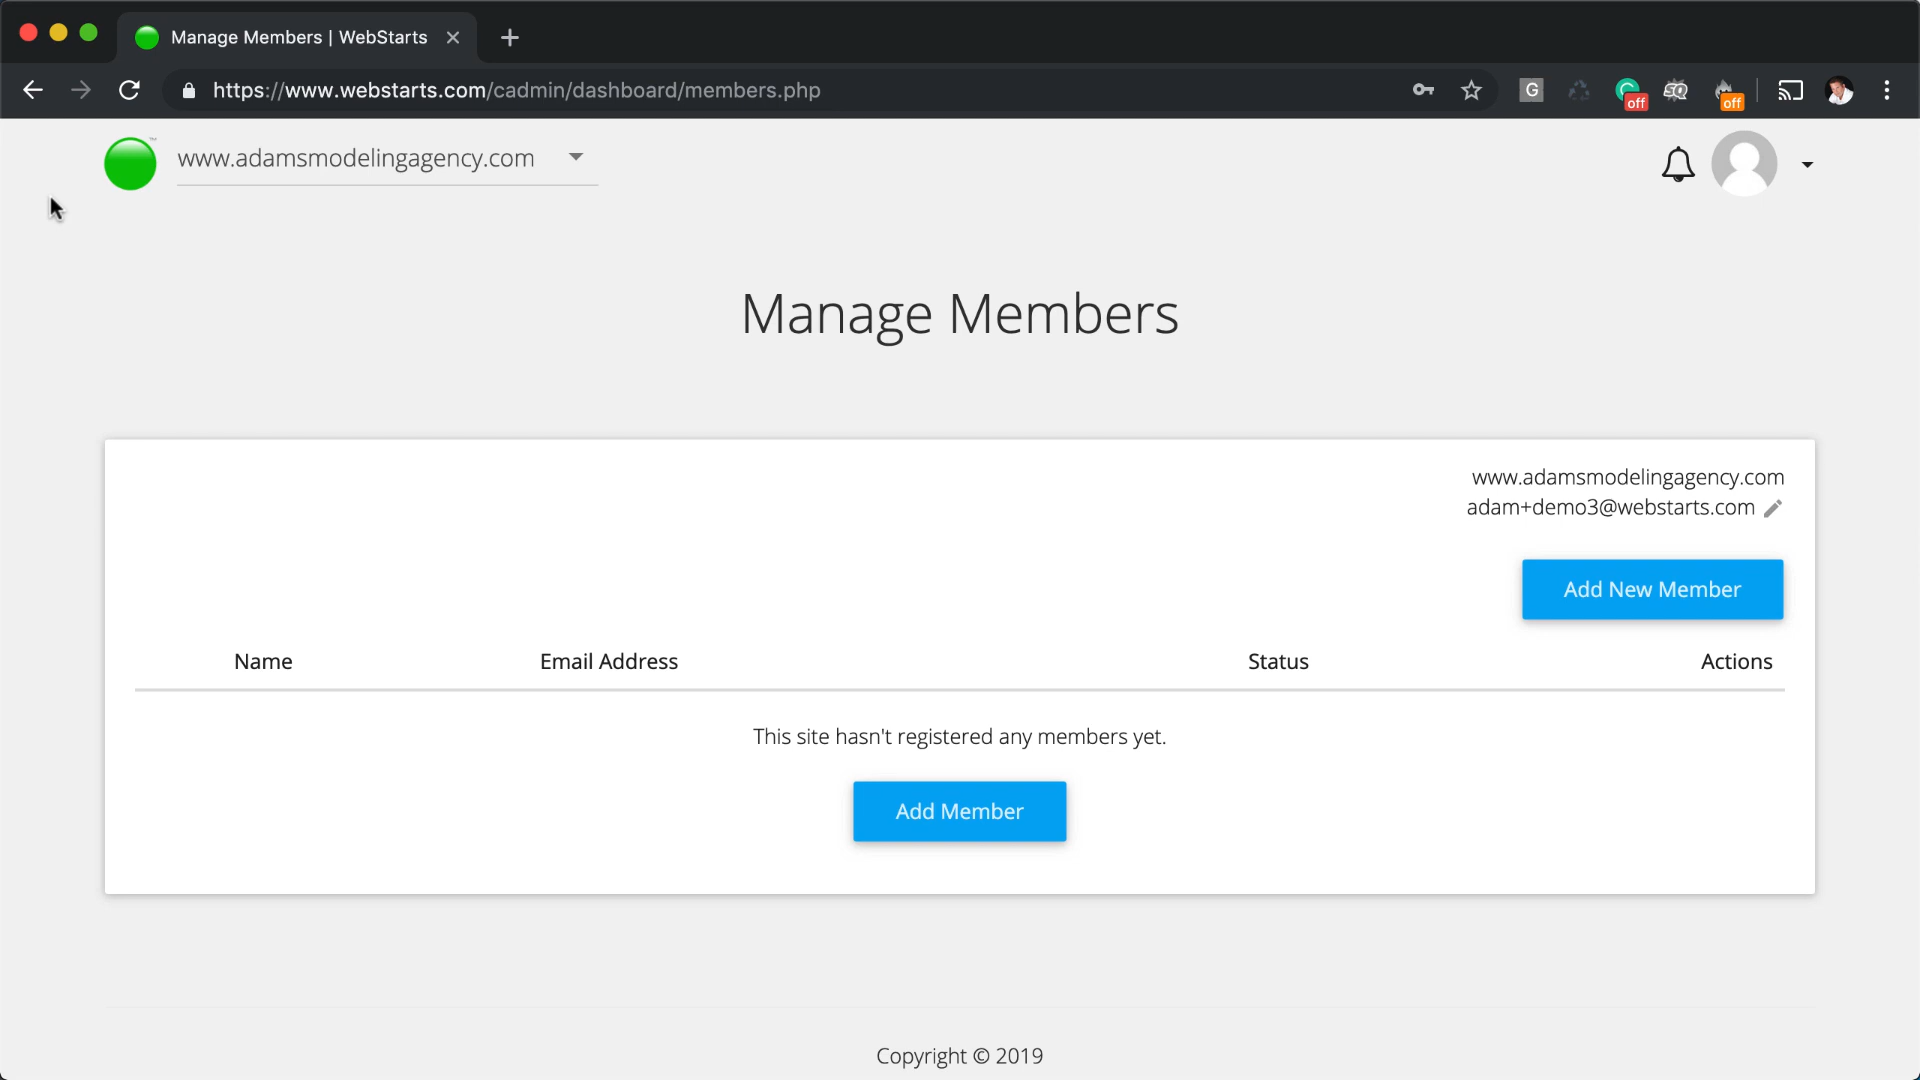 Manage Members | WebStarts
https://www.webstarts.com/cadmin/dashboard/members.php
G
off
off
www.adamsmodelingagency.com
Manage Members
www.adamsmodelingagency.com
adam+demo3@webstarts.com
Add New Member
Name Email Address Status Actions
This site hasn't registered any members yet.
Add Member
Copyright © 2019